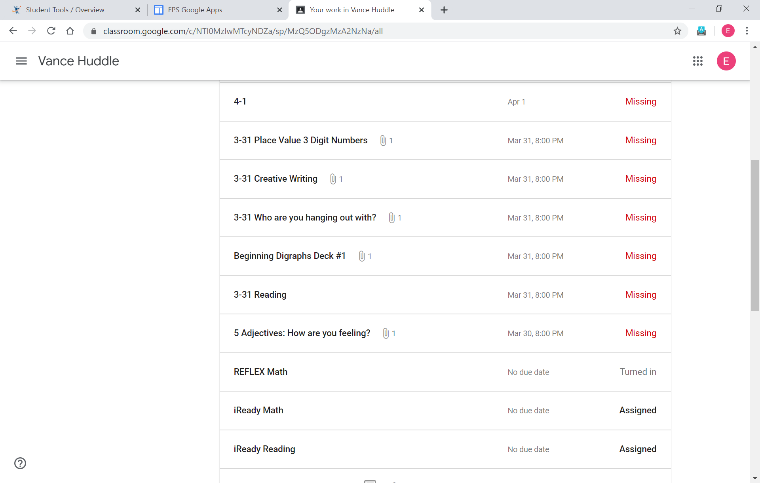 Student Tools / Overview
EPS Google Apps
Your work in Vance Huddle
classroom.google.com/c/NTI0MzIwMTcyNDZa/sp/MzQ5ODgzMzA2NzNa/all
E
Vance Huddle
E
4-1 Apr 1 Missing
3-31 Place Value 3 Digit Numbers 1 Mar 31, 8:00 PM Missing
3-31 Creative Writing 1 Mar 31, 8:00 PM Missing
3-31 Who are you hanging out with? 1 Mar 31, 8:00 PM Missing
Beginning Digraphs Deck #1 1 Mar 31, 8:00 PM Missing
3-31 Reading Mar 31, 8:00 PM Missing
5 Adjectives: How are you feeling? 1 Mar 30, 8:00 PM Missing
REFLEX Math No due date Turned in
iReady Math No due date Assigned
iReady Reading No due date Assigned